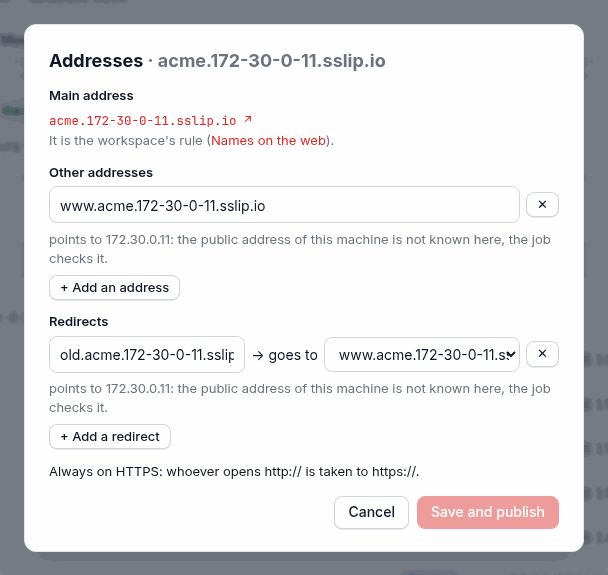 Addresses · acme.172-30-0-11.sslip.io
Main address
acme.172-30-0-11.sslip.io ↗
It is the workspace's rule (Names on the web).
Other addresses
www.acme.172-30-0-11.sslip.io ✕
points to 172.30.0.11: the public address of this machine is not known here, the job
checks it.
+ Add an address
Redirects
old.acme.172-30-0-11.sslip → goes to www.acme.172-30-0-11.s ✕
points to 172.30.0.11: the public address of this machine is not known here, the job
checks it.
+ Add a redirect
Always on HTTPS: whoever opens http:// is taken to https://.
Cancel Save and publish